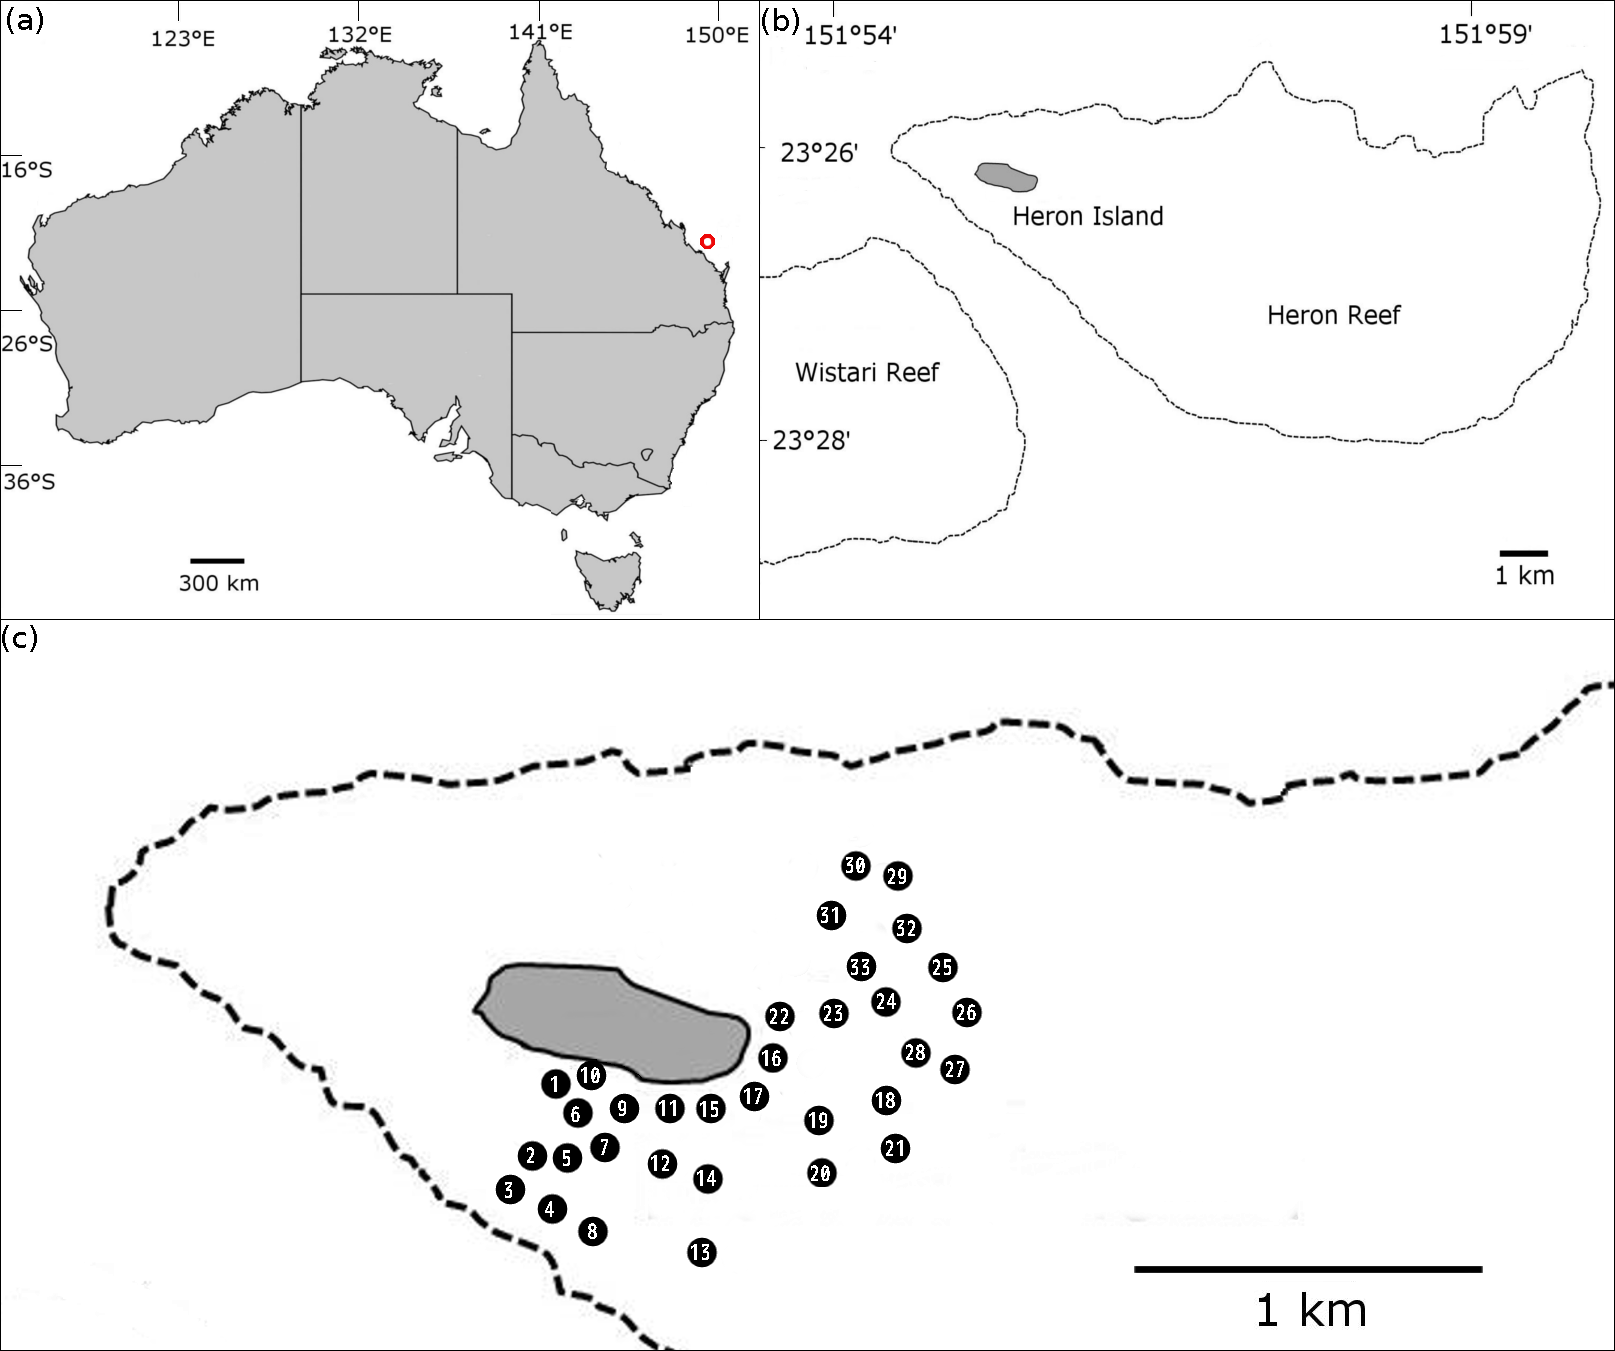 (a)
123°E 132°E 141°E 150°E
16°S
26°S
36°S
300 km
(b)
151°54' 151°59'
23°26'
Heron Island
Heron Reef
Wistari Reef
23°28'
1 km
(c)
30 29
31 32
33 25
24
22 23 26
16 28
27
1 10
17 18
6 9 11 15
19
7 21
2 5 12
14 20
3
4
8
13
1 km